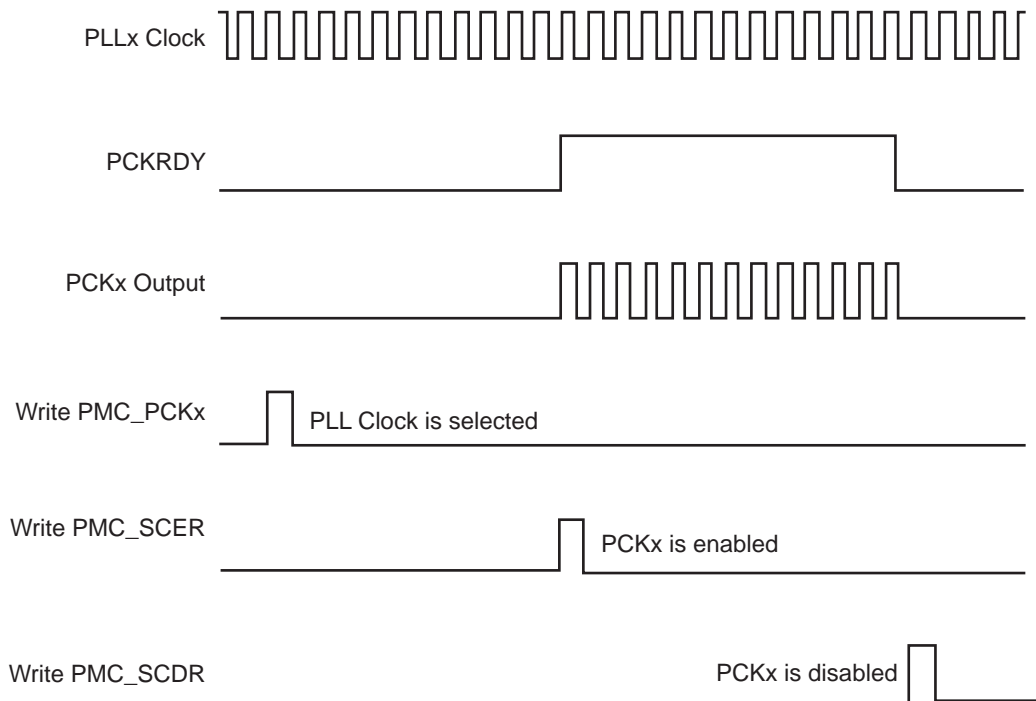 PLLx Clock
PCKRDY
PCKx Output
Write PMC_PCKx
PLL Clock is selected
Write PMC_SCER
PCKx is enabled
Write PMC_SCDR
PCKx is disabled